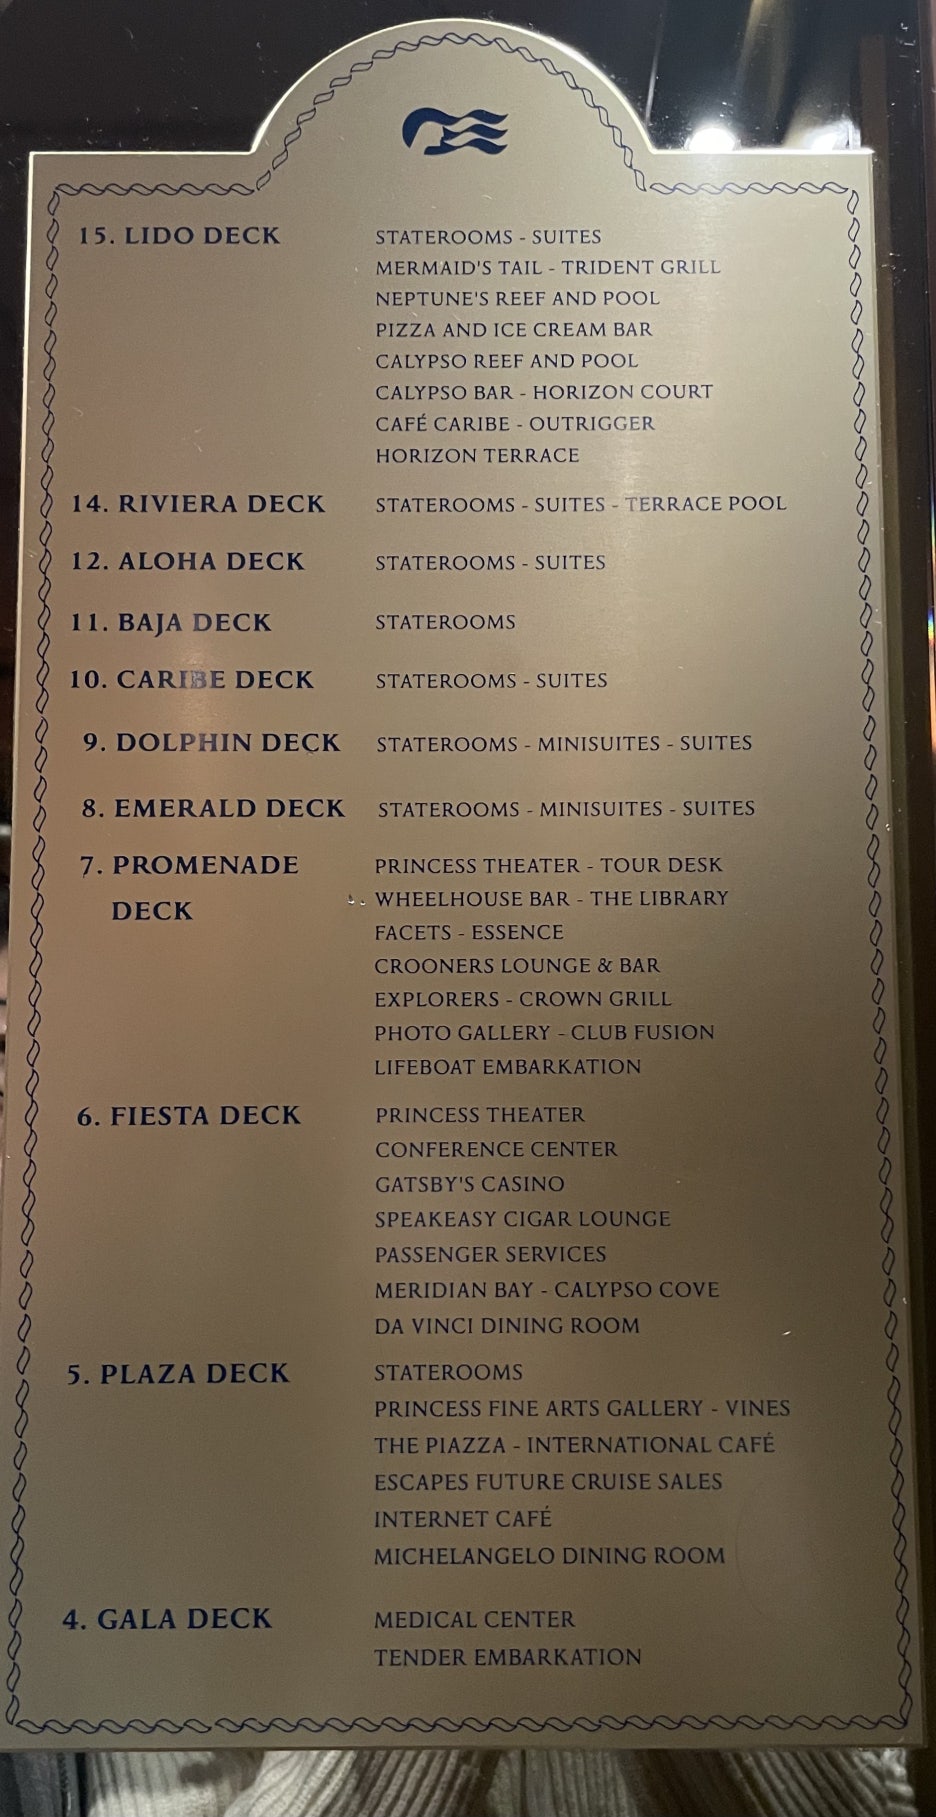 15. LIDO DECK STATEROOMS - SUITES
MERMAID'S TAIL - TRIDENT GRILL
NEPTUNE'S REEF AND POOL
PIZZA AND ICE CREAM BAR
CALYPSO REEF AND POOL
CALYPSO BAR - HORIZON COURT
CAFÉ CARIBE - OUTRIGGER
HORIZON TERRACE
14. RIVIERA DECK STATEROOMS - SUITES - TERRACE POOL
12. ALOHA DECK STATEROOMS - SUITES
11. BAJA DECK STATEROOMS
10. CARIBE DECK STATEROOMS - SUITES
9. DOLPHIN DECK STATEROOMS - MINISUITES - SUITES
8. EMERALD DECK STATEROOMS - MINISUITES - SUITES
7. PROMENADE PRINCESS THEATER - TOUR DESK
DECK WHEELHOUSE BAR - THE LIBRARY
FACETS - ESSENCE
CROONERS LOUNGE & BAR
EXPLORERS - CROWN GRILL
PHOTO GALLERY - CLUB FUSION
LIFEBOAT EMBARKATION
6. FIESTA DECK PRINCESS THEATER
CONFERENCE CENTER
GATSBY'S CASINO
SPEAKEASY CIGAR LOUNGE
PASSENGER SERVICES
MERIDIAN BAY - CALYPSO COVE
DA VINCI DINING ROOM
5. PLAZA DECK STATEROOMS
PRINCESS FINE ARTS GALLERY - VINES
THE PIAZZA - INTERNATIONAL CAFÉ
ESCAPES FUTURE CRUISE SALES
INTERNET CAFÉ
MICHELANGELO DINING ROOM
4. GALA DECK MEDICAL CENTER
TENDER EMBARKATION